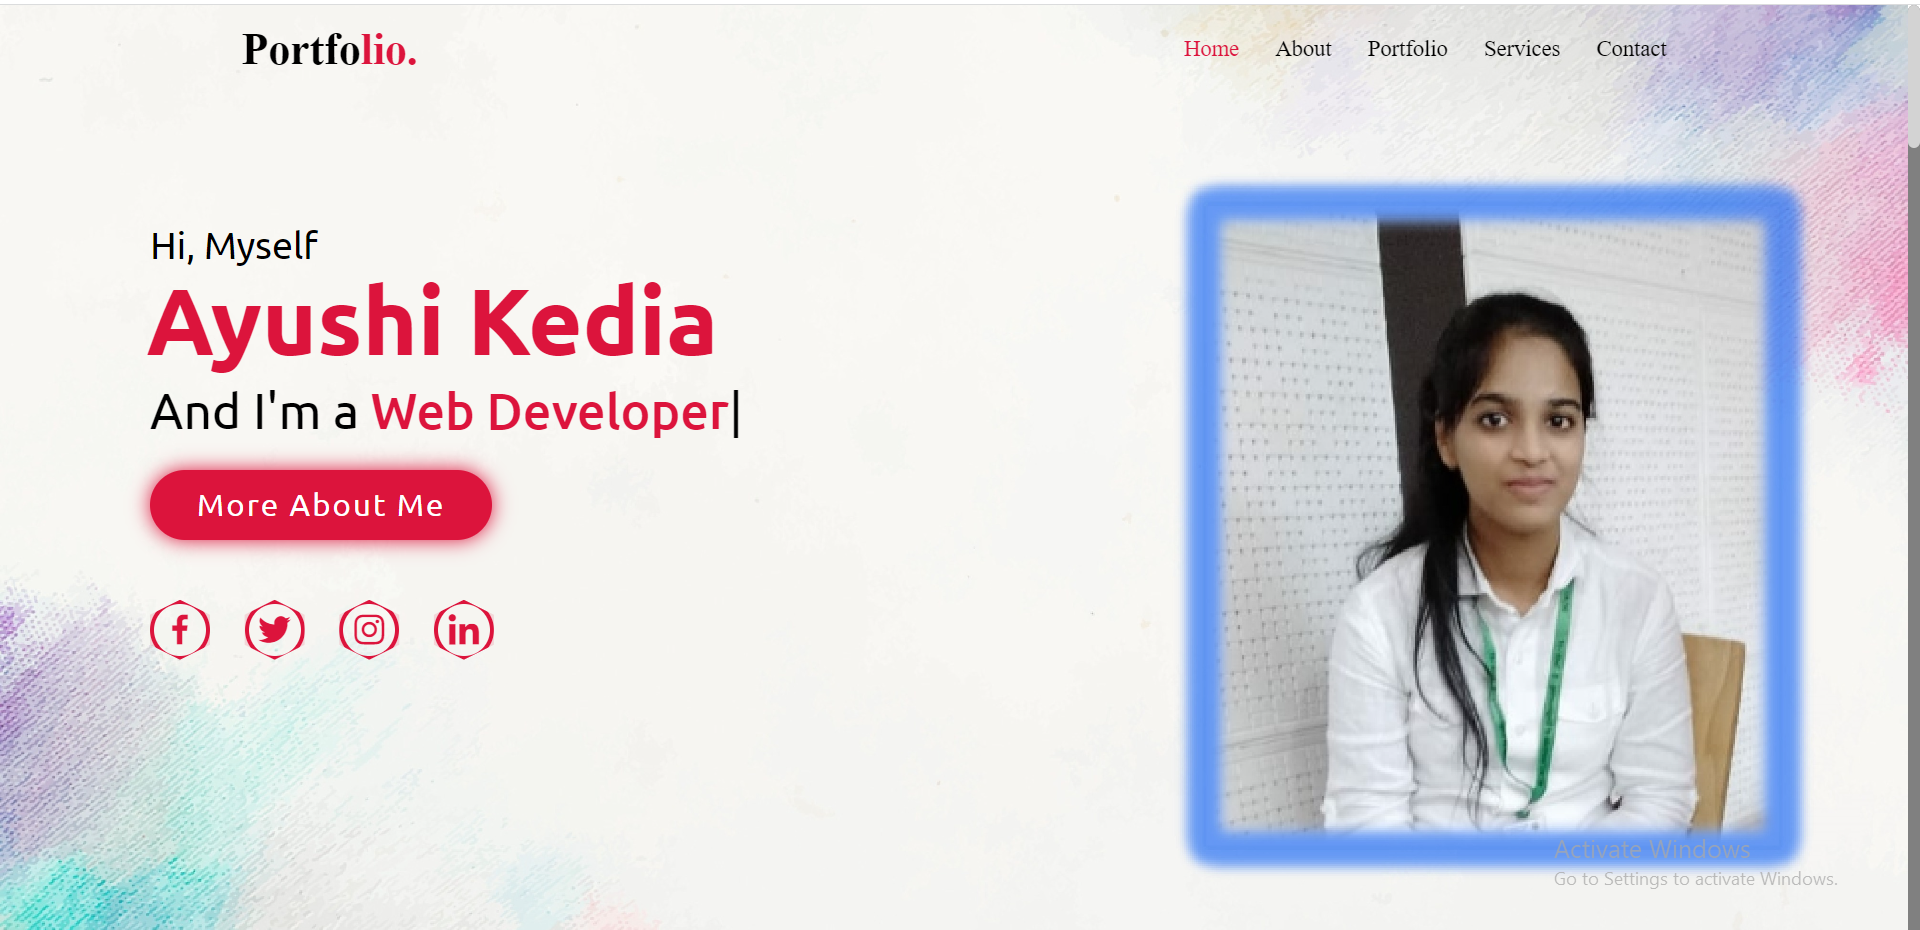 Portfolio.
Home About Portfolio Services Contact
Hi, Myself
Ayushi Kedia
And I'm a Web Developer|
More About Me
Activate Windows
Go to Settings to activate Windows.